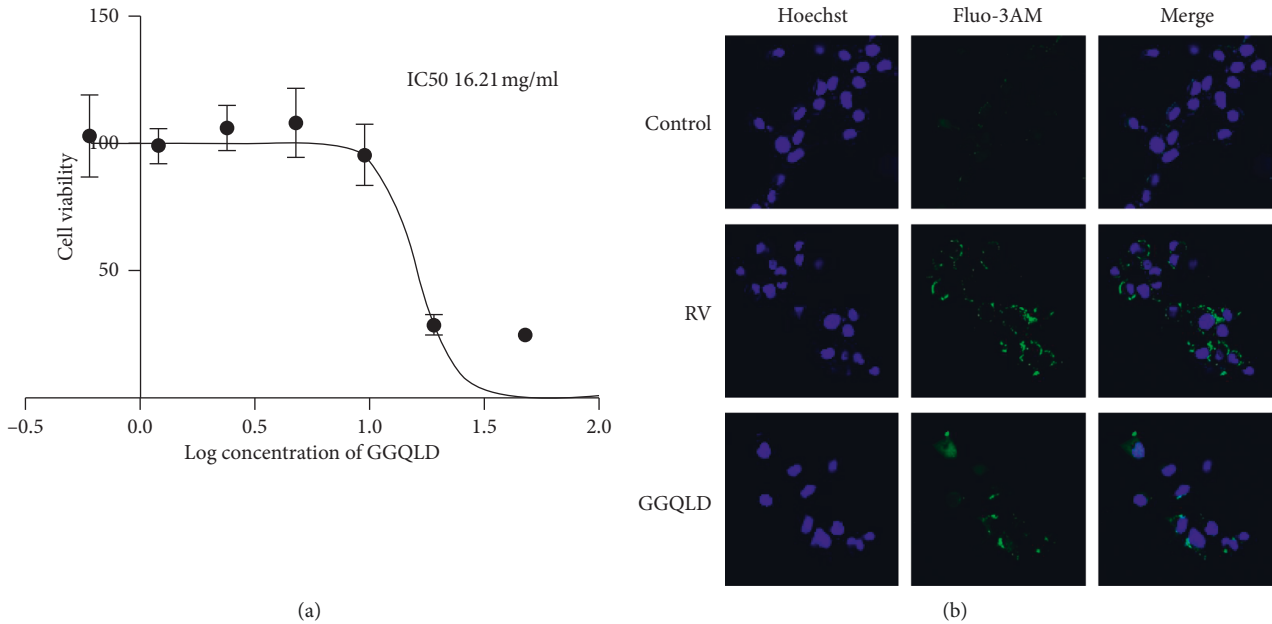 150
100
50
Cell viability
IC50 16.21 mg/ml
−0.5 0.0 0.5 1.0 1.5 2.0
Log concentration of GGQLD
(a)
Hoechst Fluo-3AM Merge
Control
RV
GGQLD
(b)